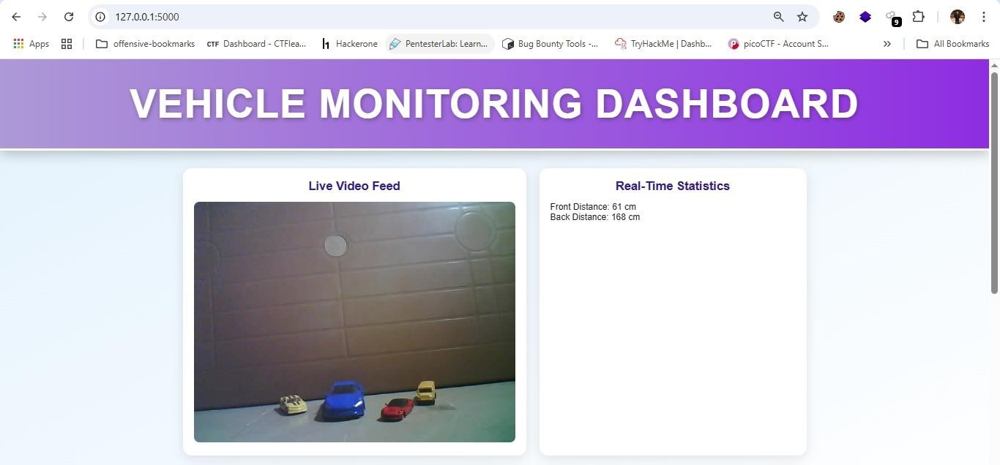 127.0.0.1:5000
9
Apps
offensive-bookmarks
CTF Dashboard - CTFlea...
h Hackerone
PentesterLab: Learn...
Bug Bounty Tools -...
TryHackMe | Dashb...
picoCTF - Account S...
»
All Bookmarks
VEHICLE MONITORING DASHBOARD
Live Video Feed
Real-Time Statistics
Front Distance: 61 cm
Back Distance: 168 cm